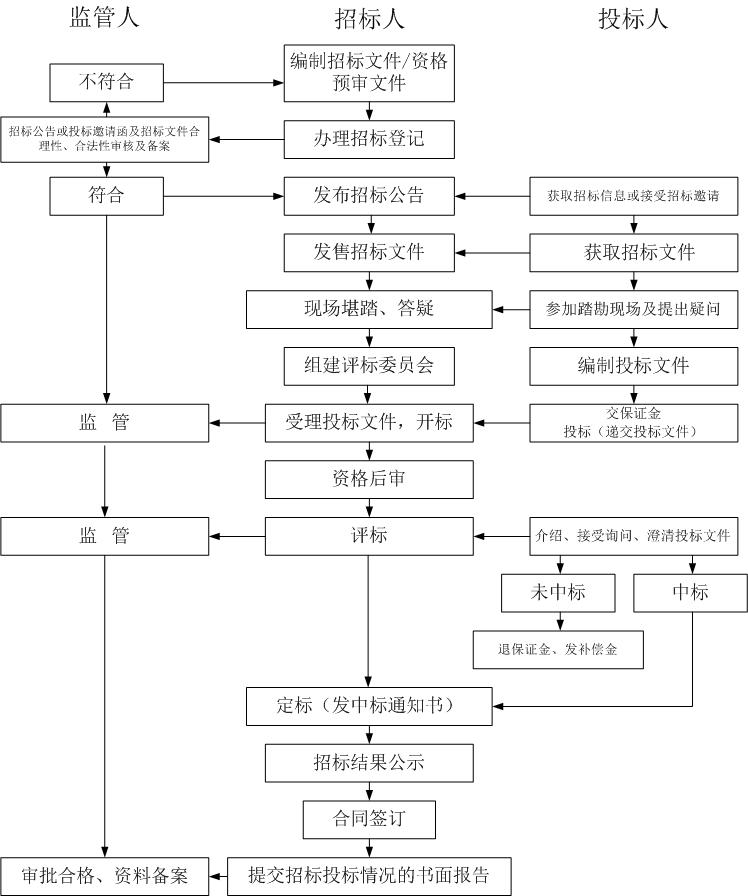 监管人 招标人 投标人
编制招标文件/资格
预审文件
不符合
招标公告或投标邀请函及招标文件合
理性、合法性审核及备案
办理招标登记
符合
发布招标公告
获取招标信息或接受招标邀请
发售招标文件
获取招标文件
现场堪踏、答疑
参加踏勘现场及提出疑问
组建评标委员会
编制投标文件
监 管
受理投标文件，开标
交保证金
投标（递交投标文件）
资格后审
监 管
评标
介绍、接受询问、澄清投标文件
未中标
中标
退保证金、发补偿金
定标（发中标通知书）
招标结果公示
合同签订
审批合格、资料备案
提交招标投标情况的书面报告